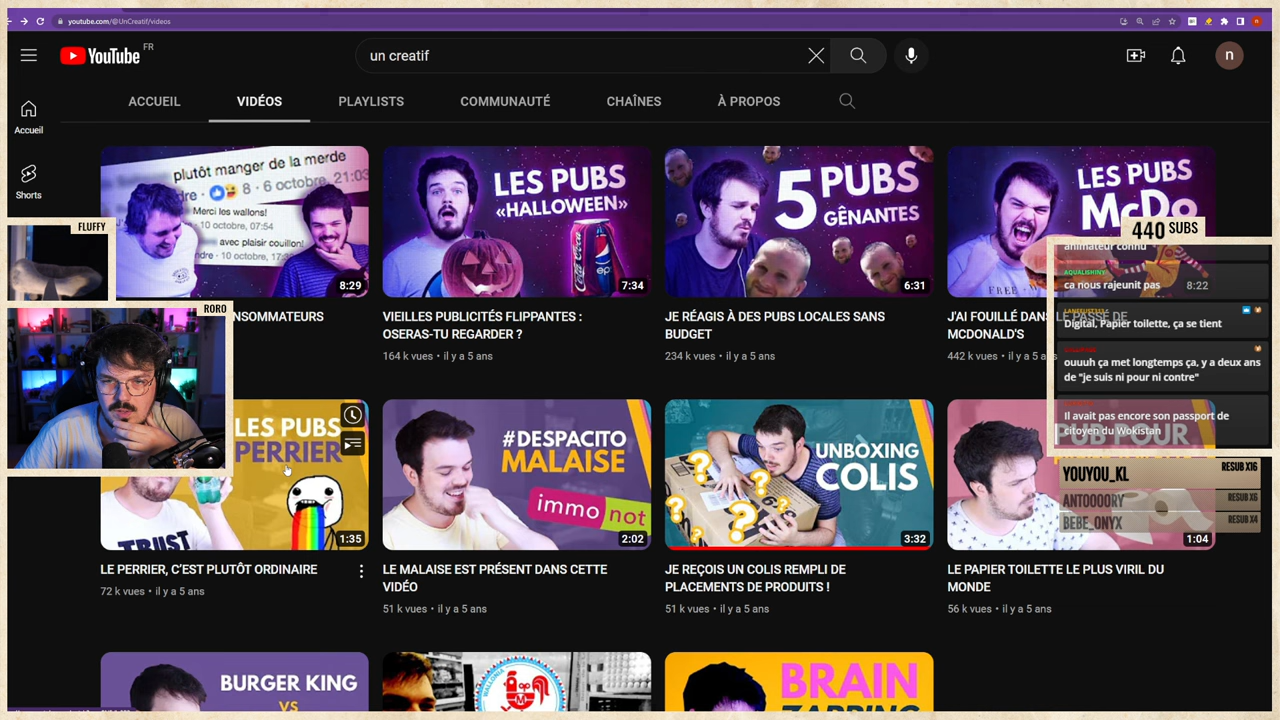 youtube.com/@UnCreatif/videos
YouTube FR
un creatif
n
ACCUEIL
VIDÉOS
PLAYLISTS
COMMUNAUTÉ
CHAÎNES
À PROPOS
Accueil
Shorts
plutôt manger de la merde
dre · 8 · 6 octobre, 21:03
Merci les wallons!
10 octobre, 07:54
avec plaisir couillon!
dre · 10 octobre,
8:29
LES PUBS
«HALLOWEEN»
7:34
5 PUBS
GÊNANTES
6:31
LES PUBS
McDo
FREE
8:22
NSOMMATEURS
VIEILLES PUBLICITÉS FLIPPANTES :
OSERAS-TU REGARDER ?
164 k vues • il y a 5 ans
JE RÉAGIS À DES PUBS LOCALES SANS
BUDGET
234 k vues • il y a 5 ans
J'AI FOUILLÉ DANS LE PASSÉ DE
MCDONALD'S
442 k vues • il y a 5 ans
FLUFFY
RORO
440 SUBS
animateur connu
AQUALISHINY
ca nous rajeunit pas
Digital, Papier toilette, ça se tient
ouuuh ça met longtemps ça, y a deux ans
de "je suis ni pour ni contre"
Il avait pas encore son passport de
citoyen du Wokistan
YOUYOU_KL RESUB X16
ANTOOOORY RESUB X6
BEBE_ONYX RESUB X4
LES PUBS
PERRIER
TRUST
1:35
#DESPACITO
MALAISE
immo not
2:02
UNBOXING
COLIS
3:32
PUB POUR
1:04
LE PERRIER, C'EST PLUTÔT ORDINAIRE
72 k vues • il y a 5 ans
LE MALAISE EST PRÉSENT DANS CETTE
VIDÉO
51 k vues • il y a 5 ans
JE REÇOIS UN COLIS REMPLI DE
PLACEMENTS DE PRODUITS !
51 k vues • il y a 5 ans
LE PAPIER TOILETTE LE PLUS VIRIL DU
MONDE
56 k vues • il y a 5 ans
BURGER KING
VS
WALLONIA
BRAIN
ZAPPING